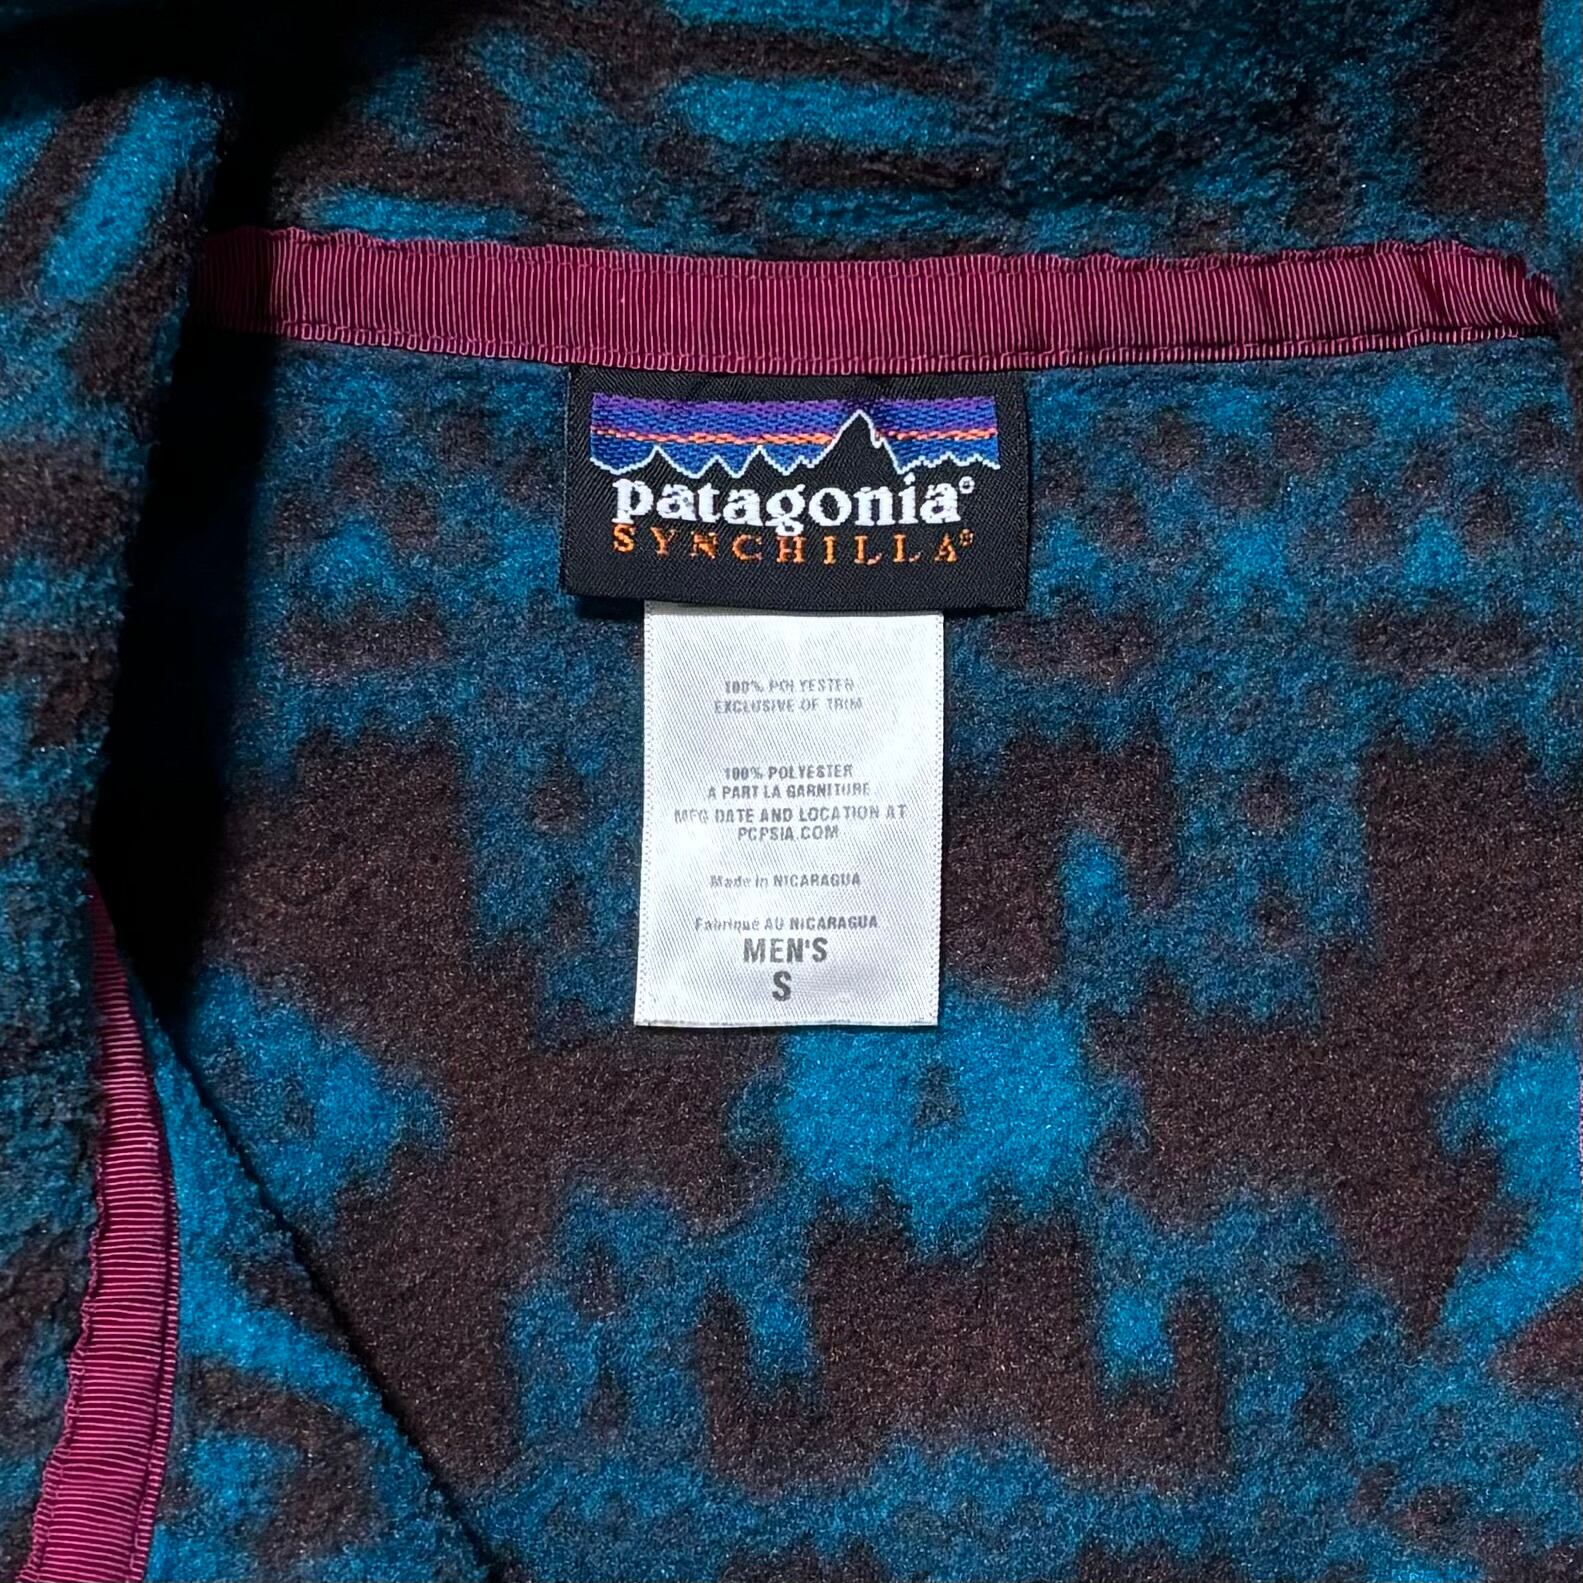 patagonia®
SYNCHILLA®
100% POLYESTER
EXCLUSIVE OF TRIM
100% POLYESTER
A PART LA GARNITURE
MFG DATE AND LOCATION AT
PCPSIA.COM
Made in NICARAGUA
Fabriqué AU NICARAGUA
MEN'S
S